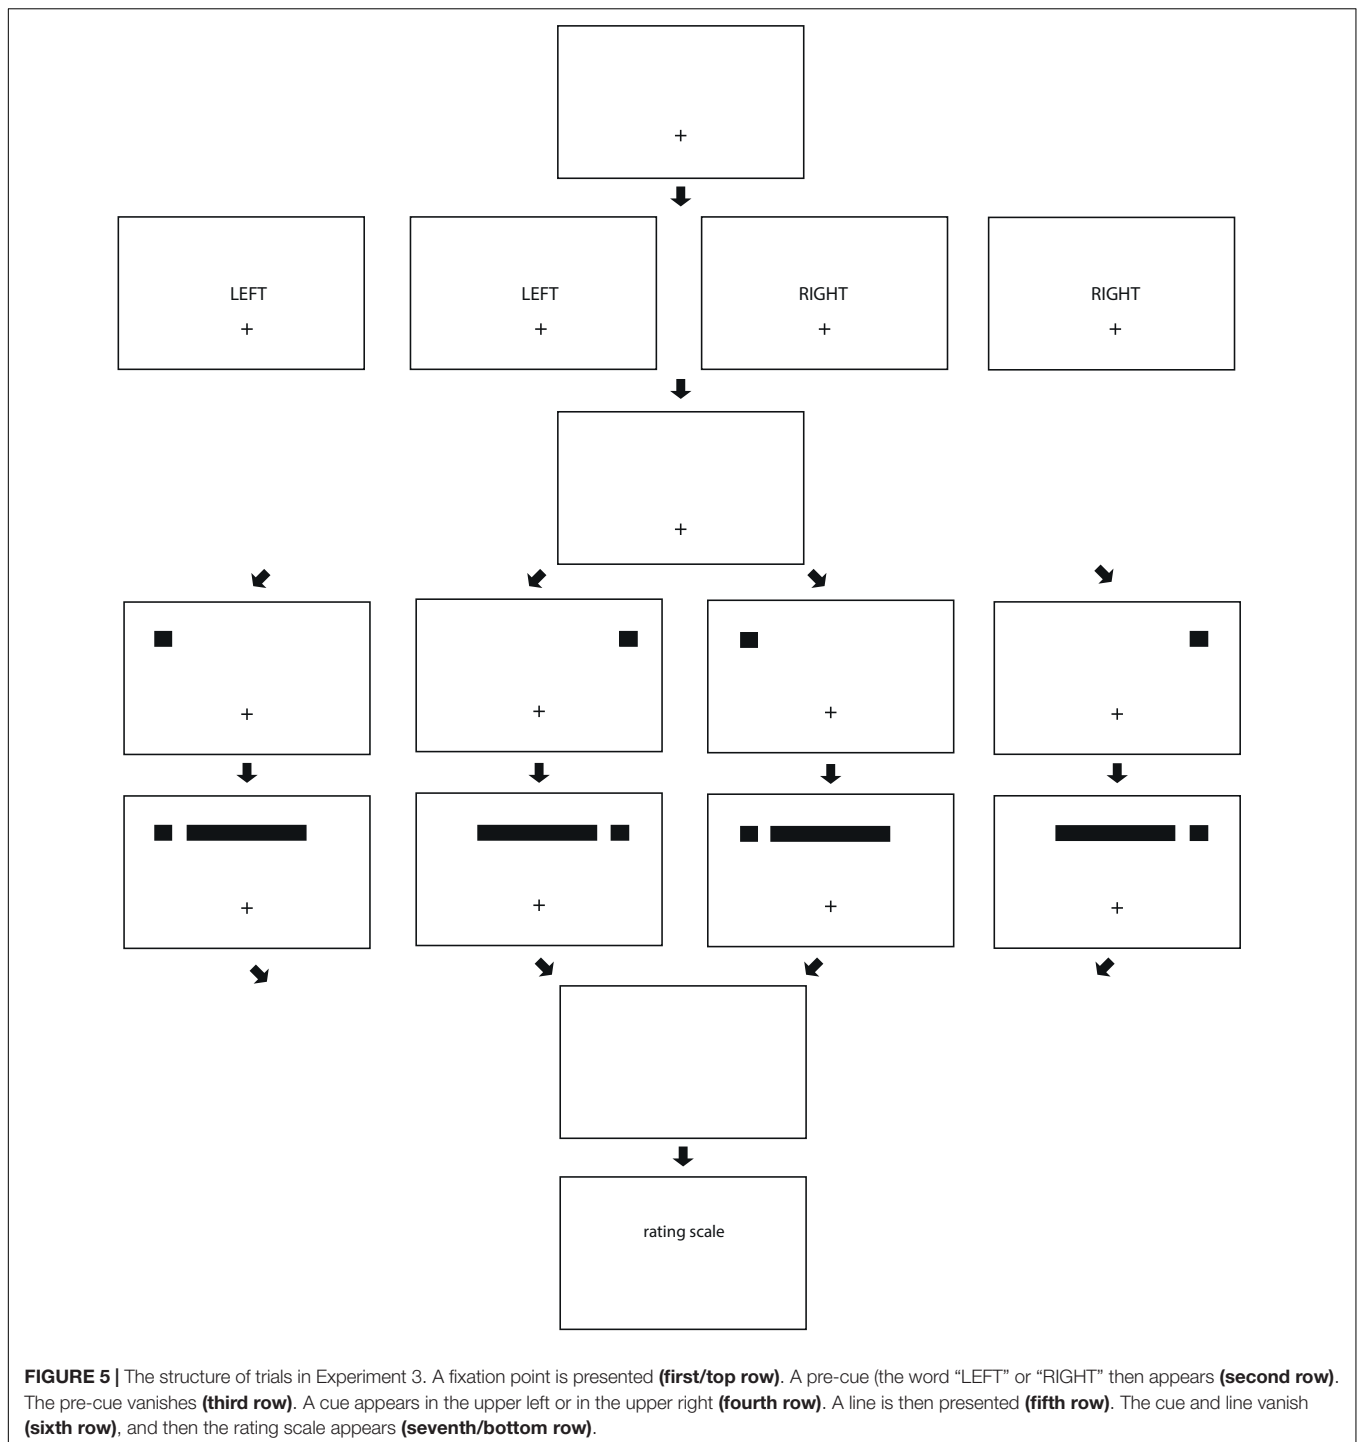 +
LEFT LEFT RIGHT RIGHT
+ + + +
+
+ + + +
+ + + +
rating scale
FIGURE 5 | The structure of trials in Experiment 3. A fixation point is presented (first/top row). A pre-cue (the word “LEFT” or “RIGHT” then appears (second row).
The pre-cue vanishes (third row). A cue appears in the upper left or in the upper right (fourth row). A line is then presented (fifth row). The cue and line vanish
(sixth row), and then the rating scale appears (seventh/bottom row).